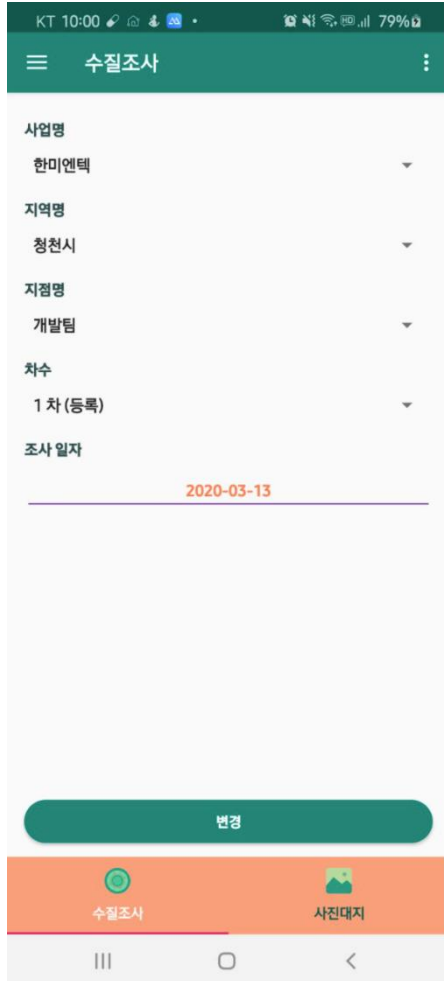 KT 10:00
79%
수질조사
사업명
한미엔텍
지역명
청천시
지점명
개발팀
차수
1 차 (등록)
조사 일자
2020-03-13
변경
수질조사
사진대지